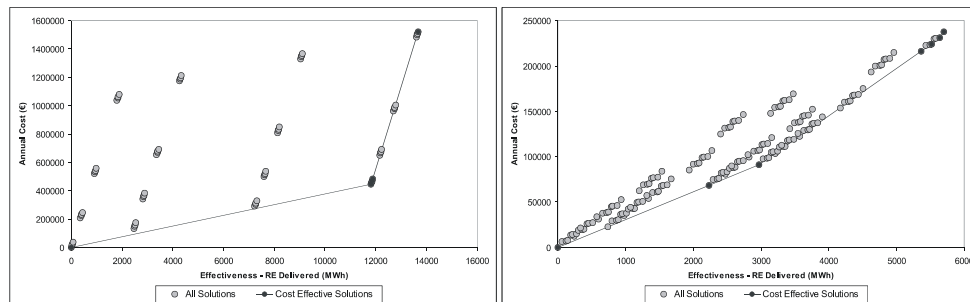 1600000
1400000
1200000
1000000
800000
600000
400000
200000
0
Annual Cost (€)
0 2000 4000 6000 8000 10000 12000 14000 16000
Effectiveness - RE Delivered (MWh)
All Solutions Cost Effective Solutions
250000
200000
150000
100000
50000
0
Annual Cost (€)
0 1000 2000 3000 4000 5000 6000
Effectiveness - RE Delivered (MWh)
All Solutions Cost Effective Solutions